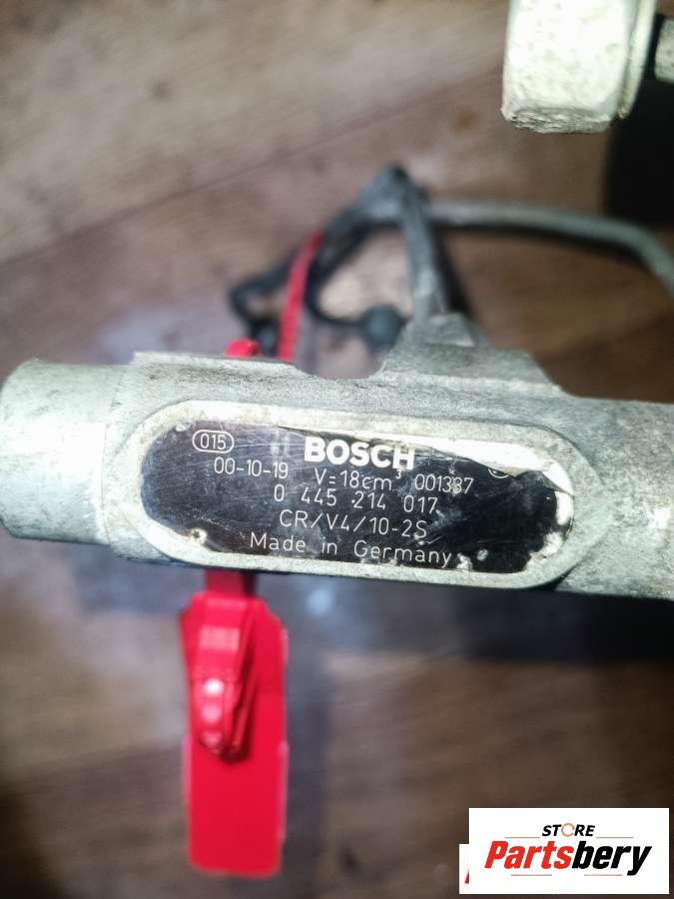 015 BOSCH
00-10-19 V=18cm³ 001337
0 445 214 017
CR/V4/10-2S
Made in Germany
STORE
Partsbery